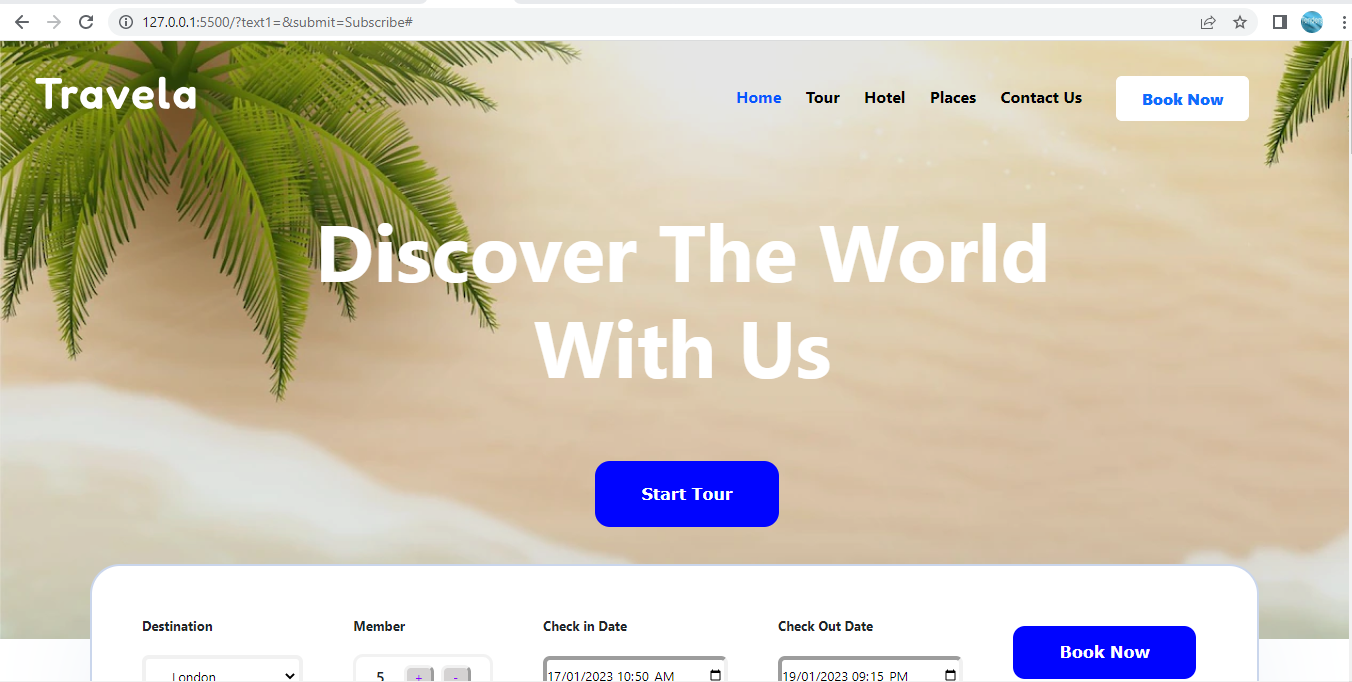 127.0.0.1:5500/?text1=&submit=Subscribe#
Travela
Home Tour Hotel Places Contact Us Book Now
Discover The World
With Us
Start Tour
Destination Member Check in Date Check Out Date
Book Now
London 5 + - 17/01/2023 10:50 AM 19/01/2023 09:15 PM